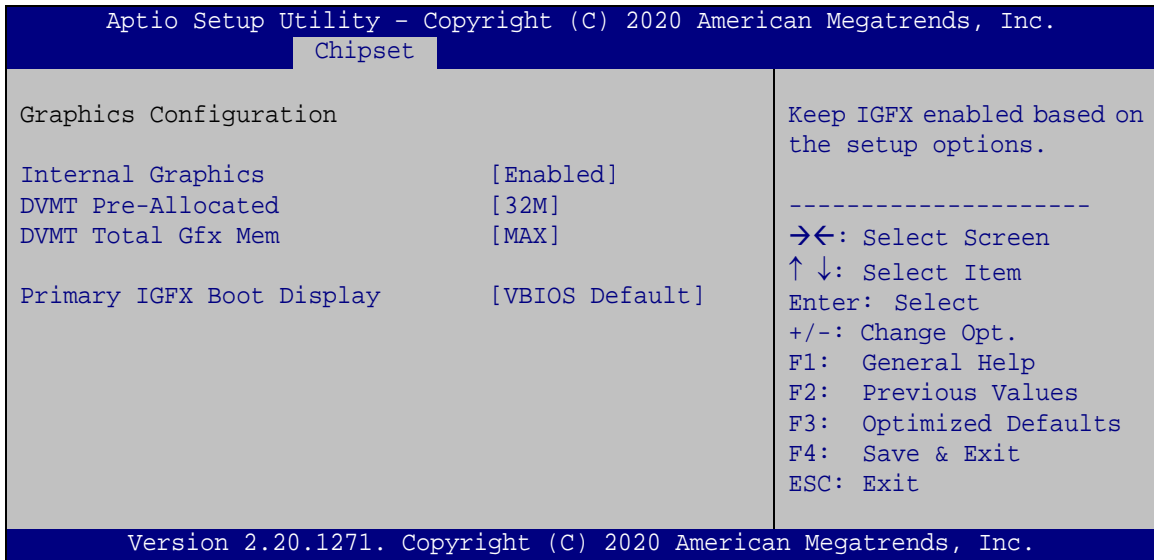 Aptio Setup Utility – Copyright (C) 2020 American Megatrends, Inc.
Chipset
Graphics Configuration
Internal Graphics [Enabled]
DVMT Pre-Allocated [32M]
DVMT Total Gfx Mem [MAX]
Primary IGFX Boot Display [VBIOS Default]
Keep IGFX enabled based on
the setup options.
---------------------
→←: Select Screen
↑ ↓: Select Item
Enter: Select
+/-: Change Opt.
F1: General Help
F2: Previous Values
F3: Optimized Defaults
F4: Save & Exit
ESC: Exit
Version 2.20.1271. Copyright (C) 2020 American Megatrends, Inc.